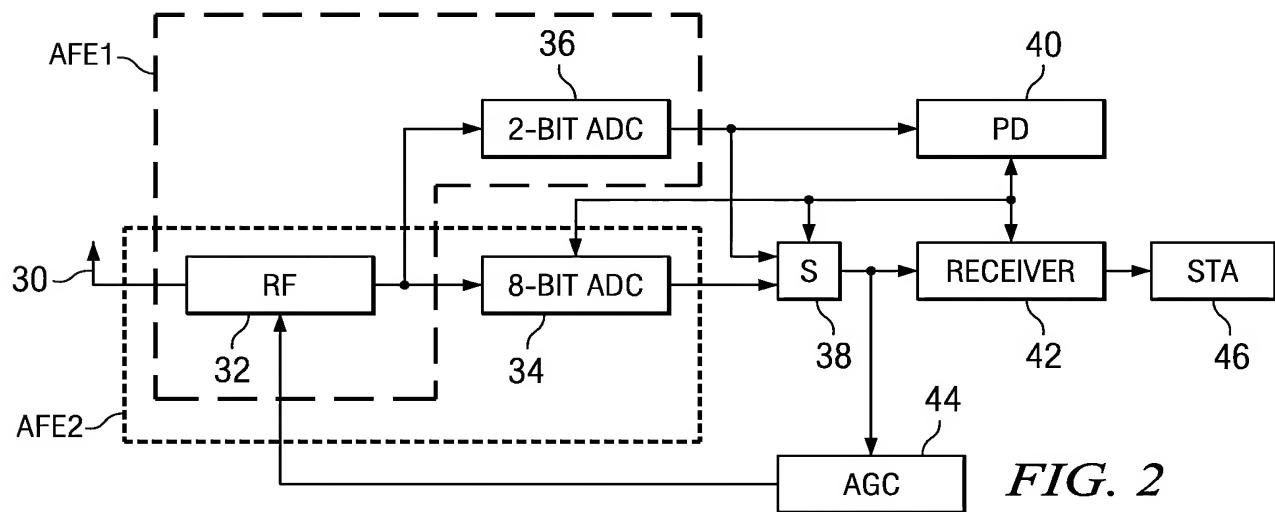 AFE1
36
2-BIT ADC
40
PD
30
RF
32
8-BIT ADC
34
S
38
RECEIVER
42
STA
46
AFE2
44
AGC
FIG. 2